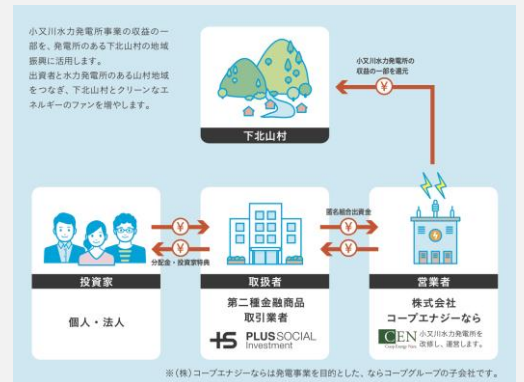 小又川水力発電所事業の収益の一
部を、発電所のある下北山村の地域
振興に活用します。
出資者と水力発電所のある山村地域
をつなぎ、下北山村とクリーンなエ
ネルギーのファンを増やします。
下北山村
小又川水力発電所の
収益の一部を還元
¥
¥
¥
分配金・投資家特典
匿名組合出資金
¥
¥
投資家
個人・法人
取扱者
第二種金融商品
取引業者
+S PLUSSOCIAL
Investment
営業者
株式会社
コープエナジーなら
CEN
小又川水力発電所を
改修し、運営します。
※(株)コープエナジーならは発電事業を目的とした、ならコープグループの子会社です。